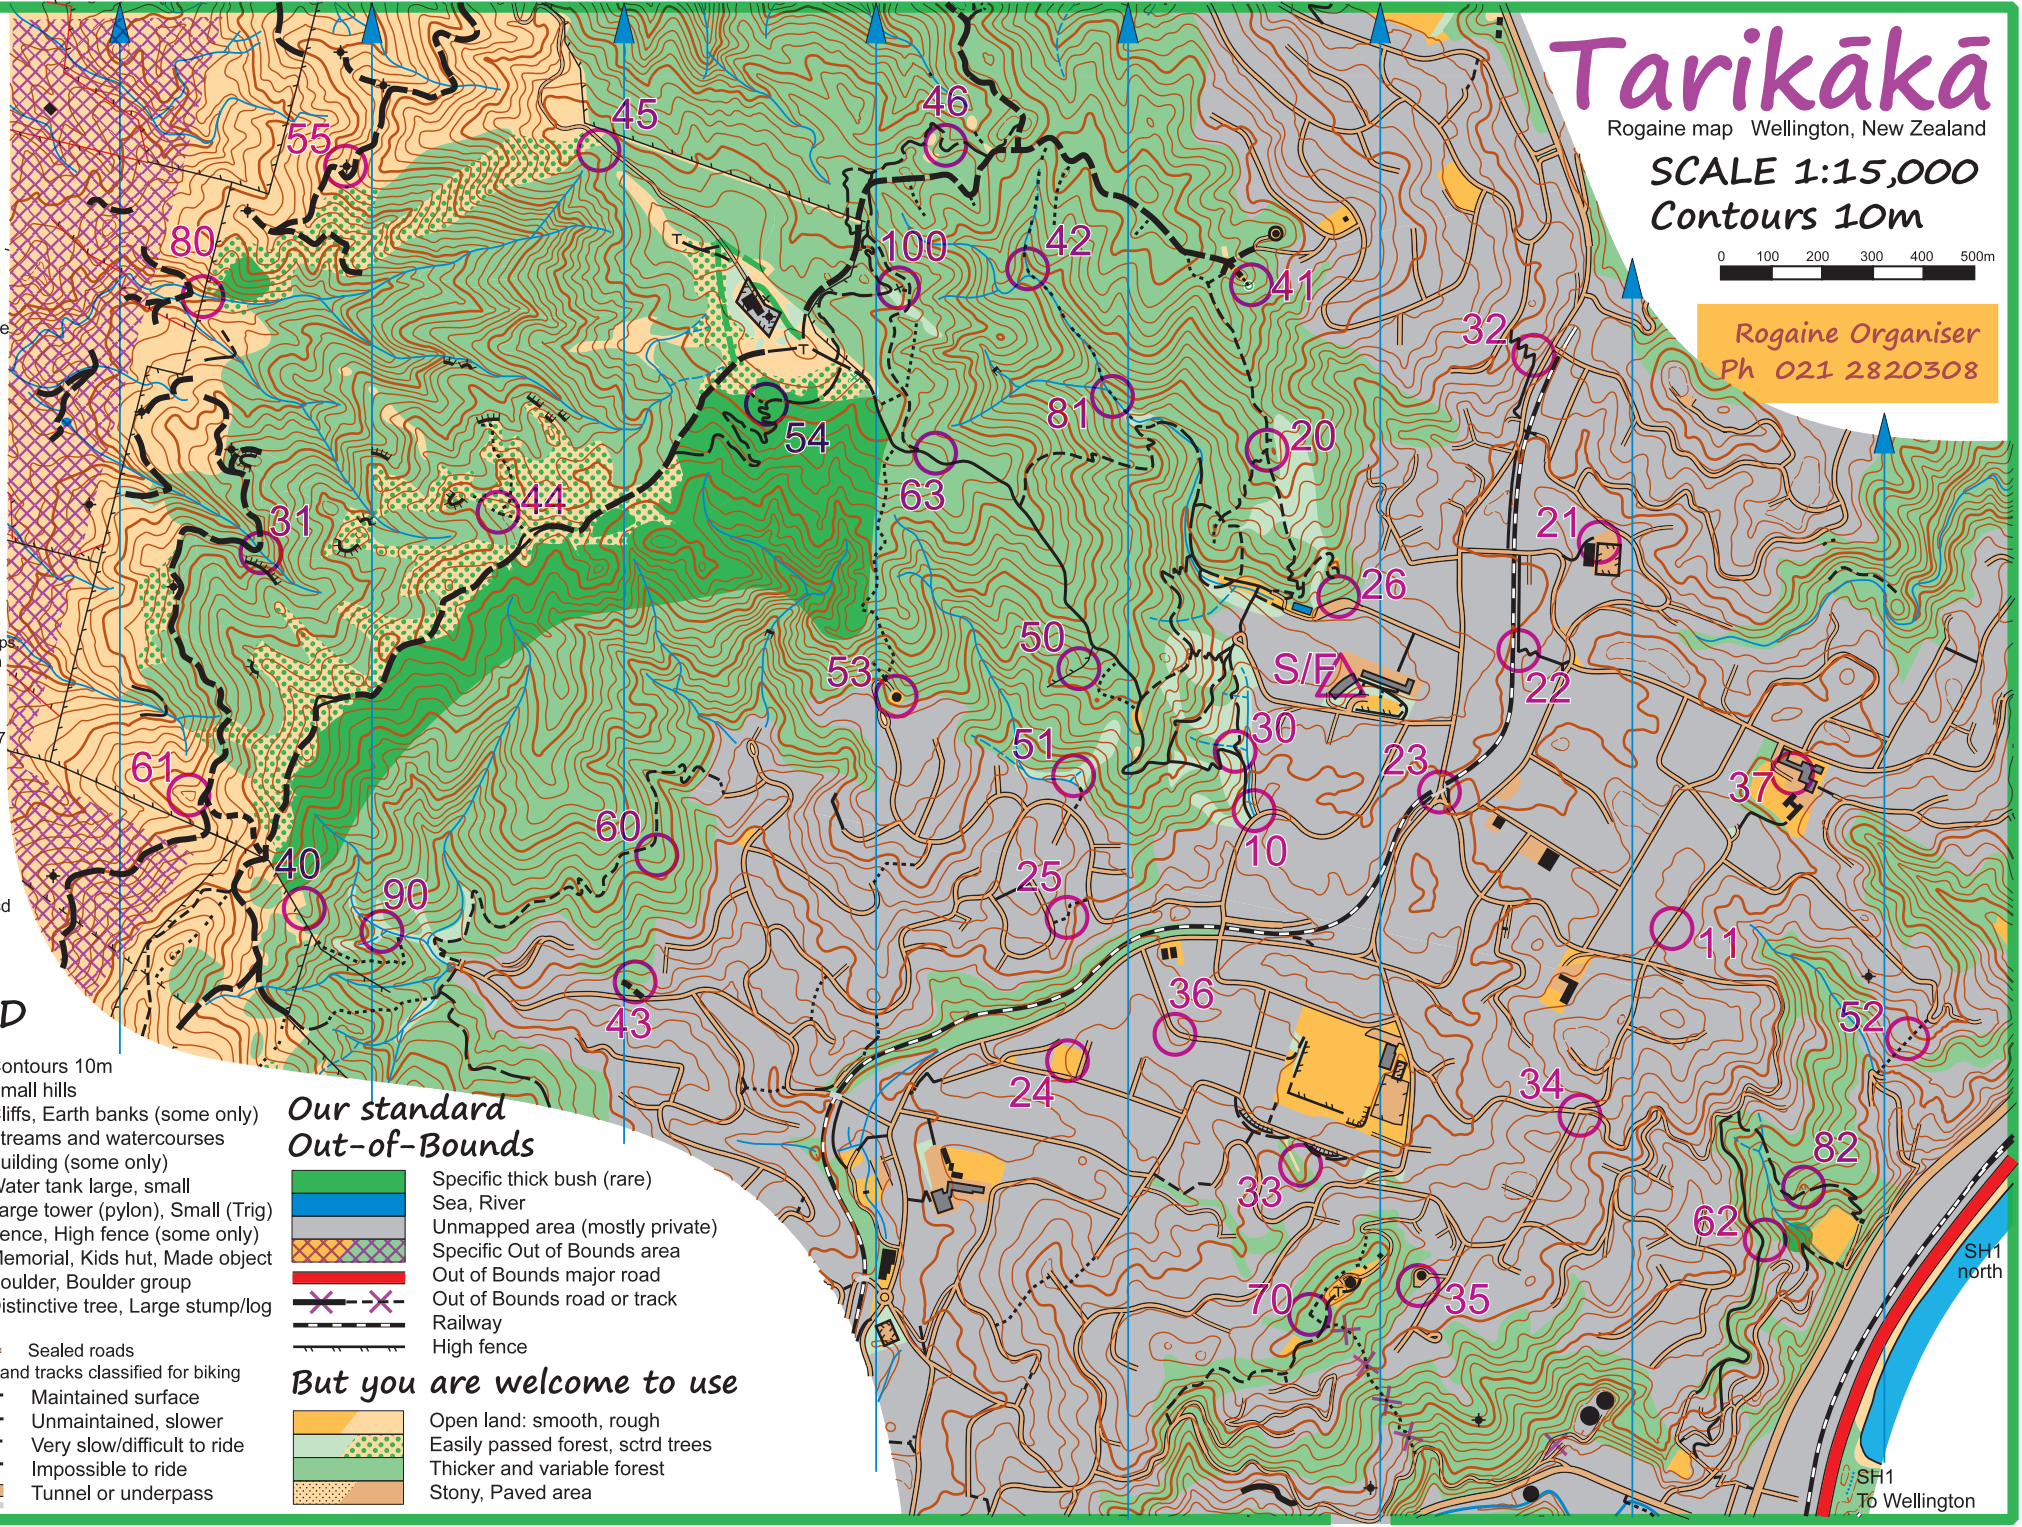 Tarikākā
Rogaine map Wellington, New Zealand
SCALE 1:15,000
Contours 10m
0 100 200 300 400 500m
Rogaine Organiser
Ph 021 2820308
55
45
46
80
100
42
41
32
81
20
54
63
44
21
31
26
50
53
S/F
22
30
51
23
61
37
60
10
40
25
90
11
43
36
52
24
34
82
33
62
70
35
SH1
north
SH1
To Wellington
D
ontours 10m
mall hills
liffs, Earth banks (some only)
treams and watercourses
uilding (some only)
Water tank large, small
arge tower (pylon), Small (Trig)
ence, High fence (some only)
Memorial, Kids hut, Made object
oulder, Boulder group
Distinctive tree, Large stump/log
Sealed roads
and tracks classified for biking
Maintained surface
Unmaintained, slower
Very slow/difficult to ride
Impossible to ride
Tunnel or underpass
Our standard
Out-of-Bounds
Specific thick bush (rare)
Sea, River
Unmapped area (mostly private)
Specific Out of Bounds area
Out of Bounds major road
Out of Bounds road or track
Railway
High fence
But you are welcome to use
Open land: smooth, rough
Easily passed forest, sctrd trees
Thicker and variable forest
Stony, Paved area